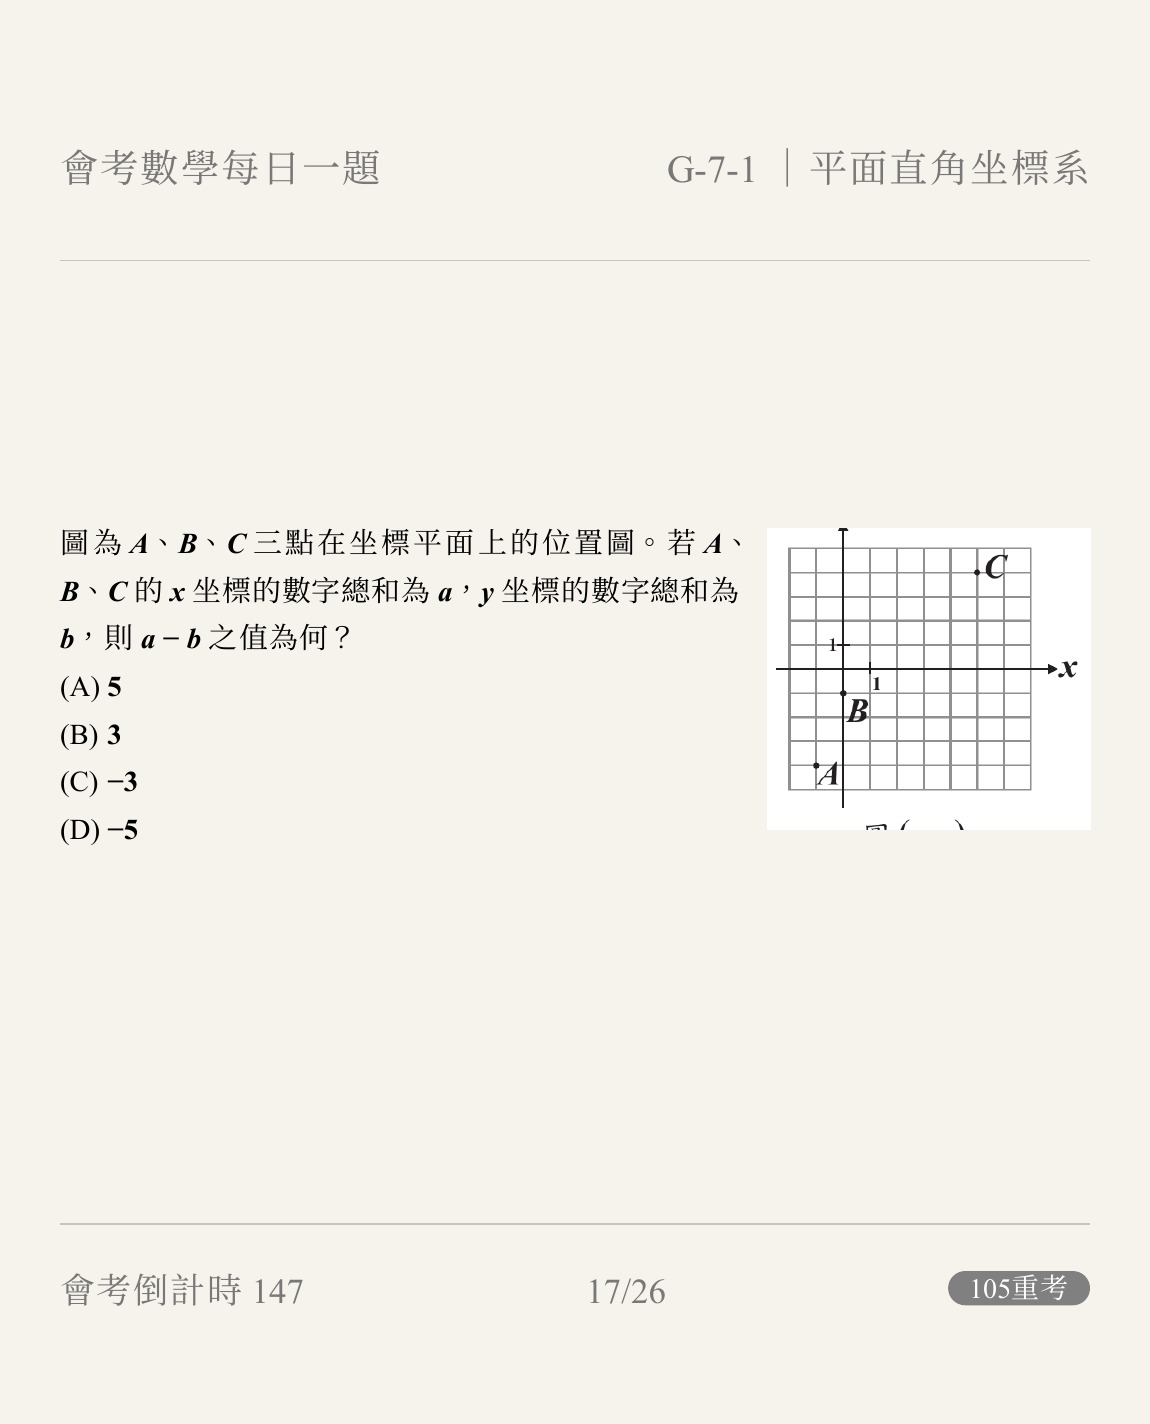 會考數學每日一題
G-7-1｜平面直角坐標系
圖為 A、B、C 三點在坐標平面上的位置圖。若 A、
B、C 的 x 坐標的數字總和為 a，y 坐標的數字總和為
b，則 a − b 之值為何？
(A) 5
(B) 3
(C) −3
(D) −5
C
1
x
1
B
A
會考倒計時 147
17/26
105重考